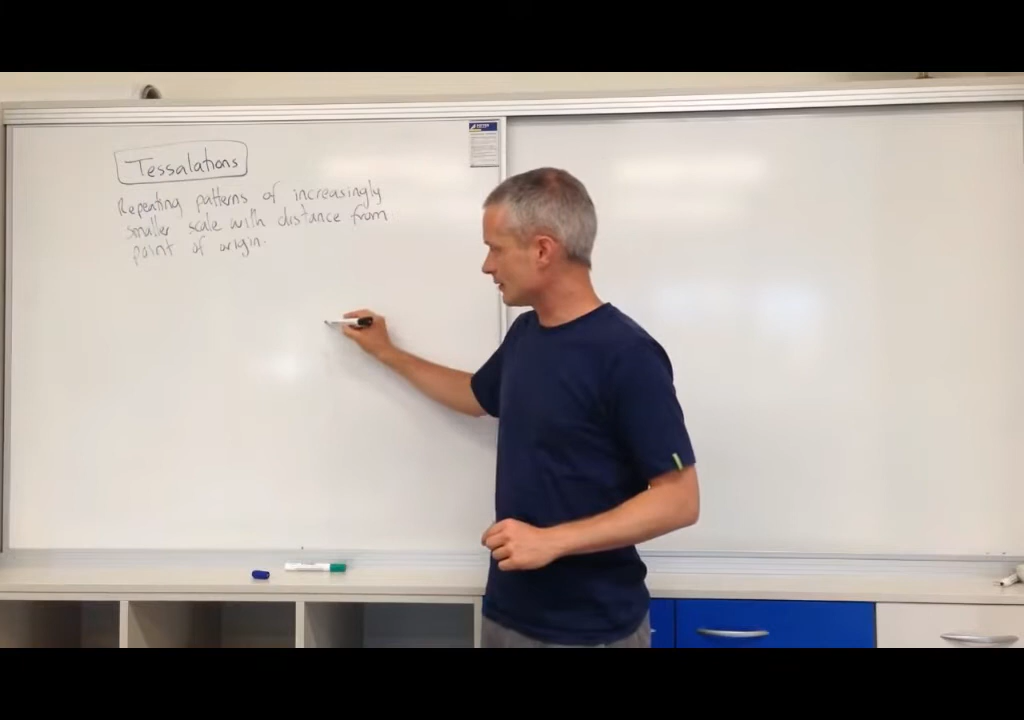 Tessalations
Repeating patterns of increasingly
smaller scale with distance from
point of origin.